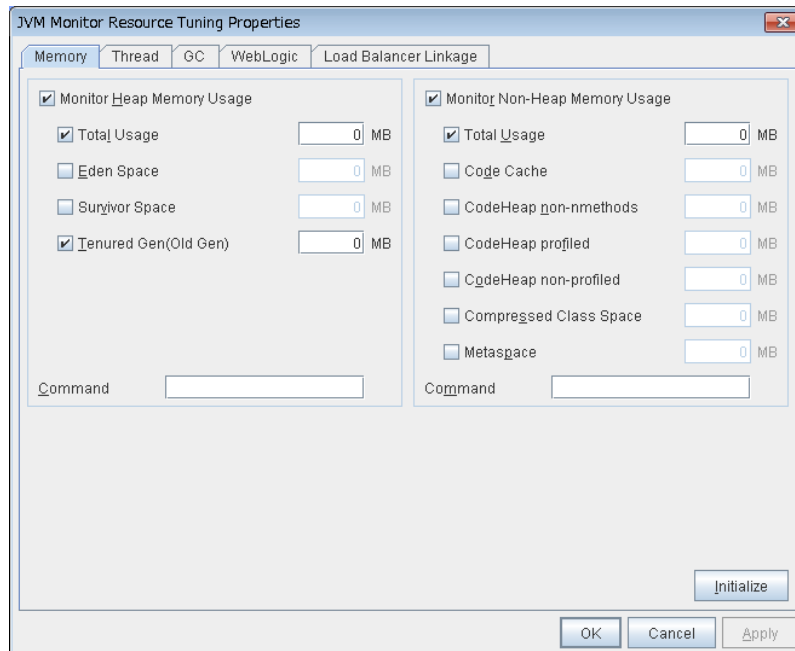 JVM Monitor Resource Tuning Properties
Memory Thread GC WebLogic Load Balancer Linkage
Monitor Heap Memory Usage
Total Usage 0 MB
Eden Space 0 MB
Survivor Space 0 MB
Tenured Gen(Old Gen) 0 MB
Command
Monitor Non-Heap Memory Usage
Total Usage 0 MB
Code Cache 0 MB
CodeHeap non-nmethods 0 MB
CodeHeap profiled 0 MB
CodeHeap non-profiled 0 MB
Compressed Class Space 0 MB
Metaspace 0 MB
Command
Initialize
OK Cancel Apply